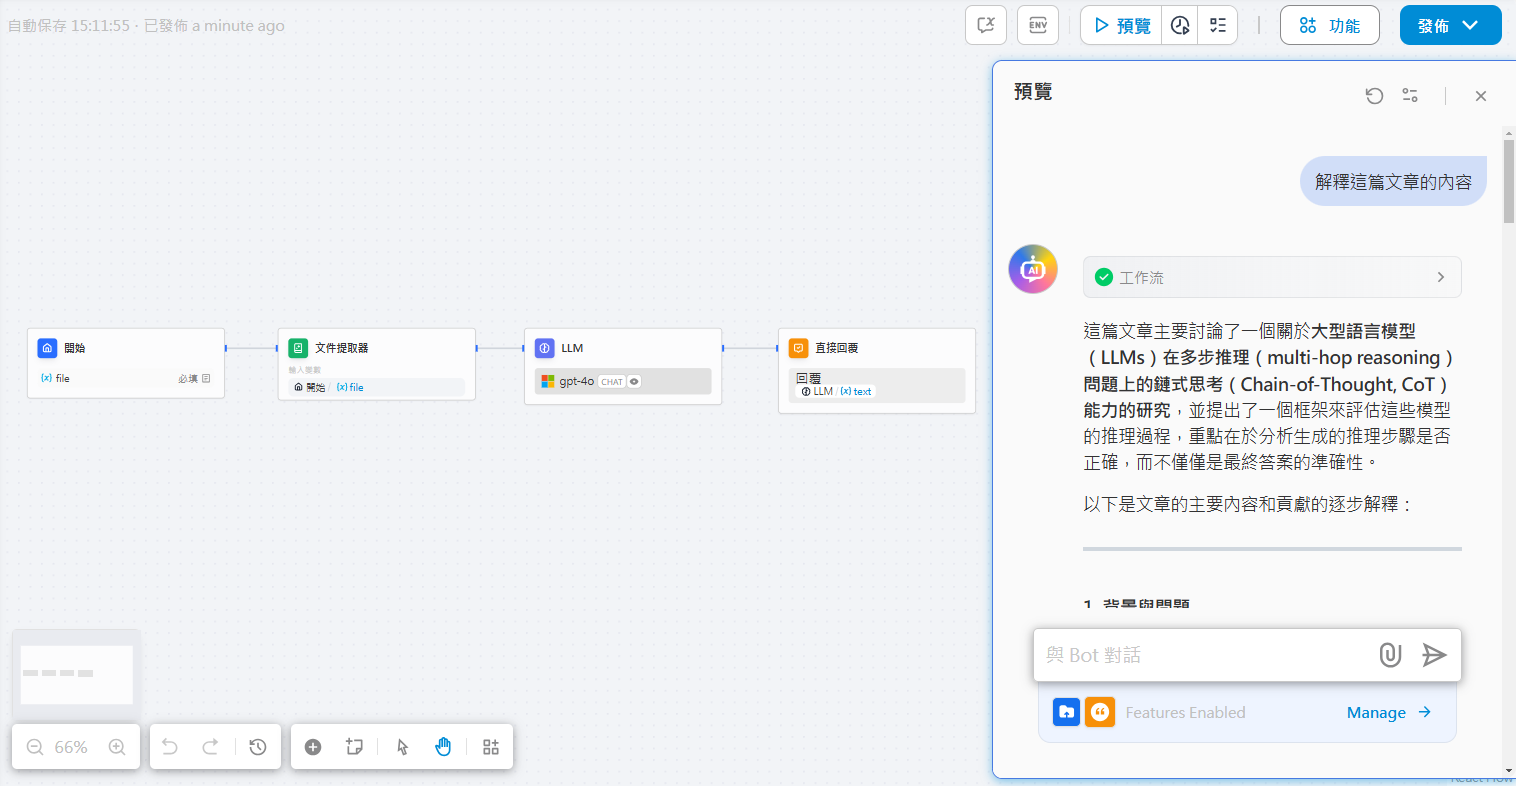 自動保存 15:11:55 · 已發佈 a minute ago
ENV
預覽
功能
發佈
預覽
解釋這篇文章的內容
AI
工作流
這篇文章主要討論了一個關於大型語言模型
（LLMs）在多步推理（multi-hop reasoning）
問題上的鏈式思考（Chain-of-Thought, CoT）
能力的研究，並提出了一個框架來評估這些模型
的推理過程，重點在於分析生成的推理步驟是否
正確，而不僅僅是最終答案的準確性。
以下是文章的主要內容和貢獻的逐步解釋：
1. 背景與問題
與 Bot 對話
Features Enabled
Manage
開始
{x} file
必填
文件提取器
輸入變數
開始 / {x} file
LLM
gpt-4o CHAT
直接回覆
回覆
LLM / {x} text
66%
React Flow